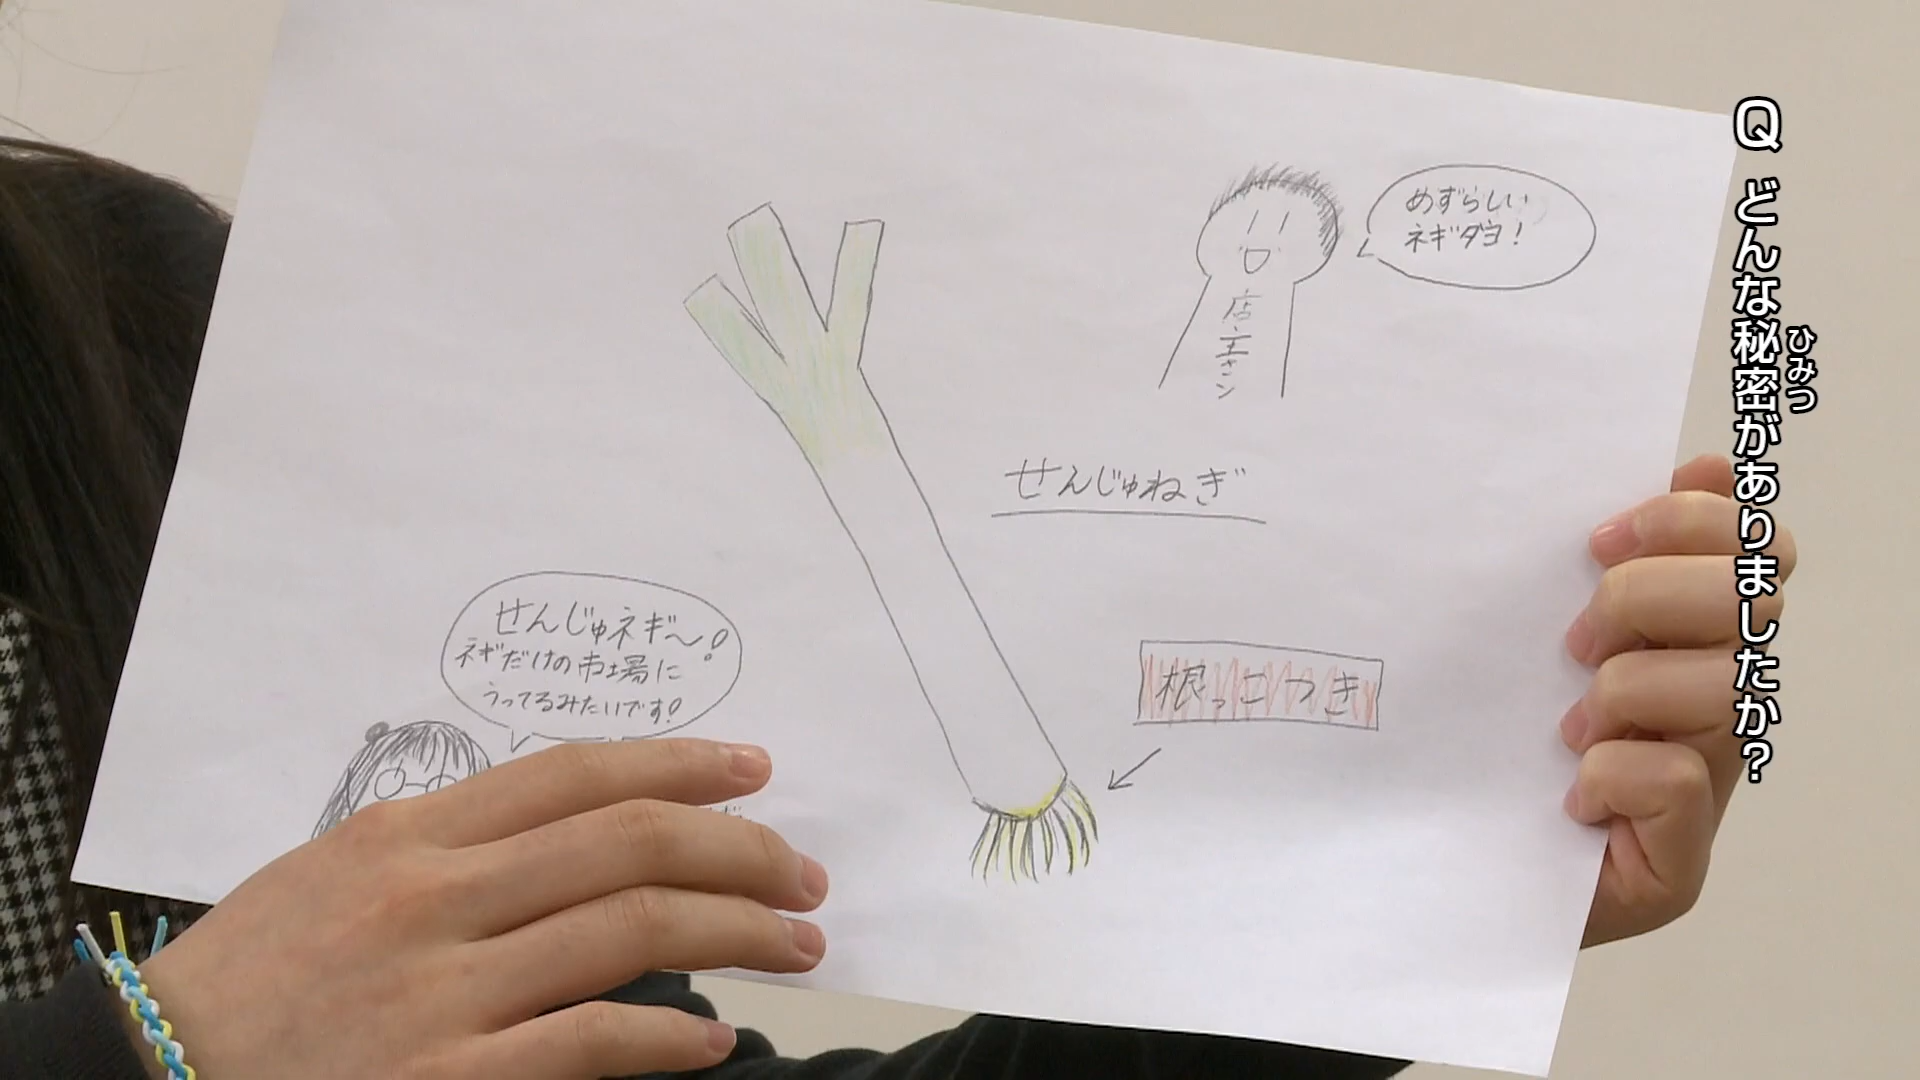 Q どんな秘密がありましたか?
ひみつ
めずらしい
ネギダヨ!
店主サン
せんじゅねぎ
せんじゅネギ〜!
ネギだけの市場に
うってるみたいです!
根っこつき